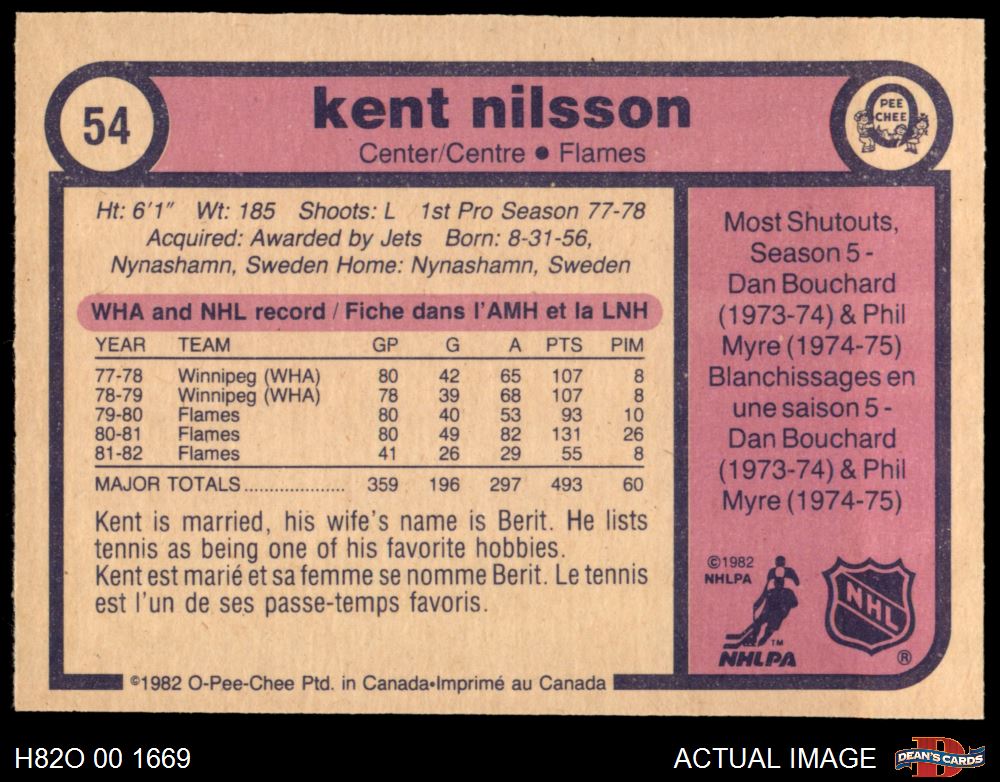 54
kent nilsson
Center/Centre • Flames
O
PEE
CHEE
Ht: 6'1" Wt: 185 Shoots: L 1st Pro Season 77-78
Acquired: Awarded by Jets Born: 8-31-56,
Nynashamn, Sweden Home: Nynashamn, Sweden
WHA and NHL record / Fiche dans l'AMH et la LNH
YEAR TEAM GP G A PTS PIM
77-78 Winnipeg (WHA) 80 42 65 107 8
78-79 Winnipeg (WHA) 78 39 68 107 8
79-80 Flames 80 40 53 93 10
80-81 Flames 80 49 82 131 26
81-82 Flames 41 26 29 55 8
MAJOR TOTALS.................... 359 196 297 493 60
Kent is married, his wife's name is Berit. He lists
tennis as being one of his favorite hobbies.
Kent est marié et sa femme se nomme Berit. Le tennis
est l'un de ses passe-temps favoris.
©1982 O-Pee-Chee Ptd. in Canada•Imprimé au Canada
Most Shutouts,
Season 5 -
Dan Bouchard
(1973-74) & Phil
Myre (1974-75)
Blanchissages en
une saison 5 -
Dan Bouchard
(1973-74) & Phil
Myre (1974-75)
©1982
NHLPA
TM
NHLPA
NHL
®
H82O 00 1669
ACTUAL IMAGE
D
DEAN'S CARDS